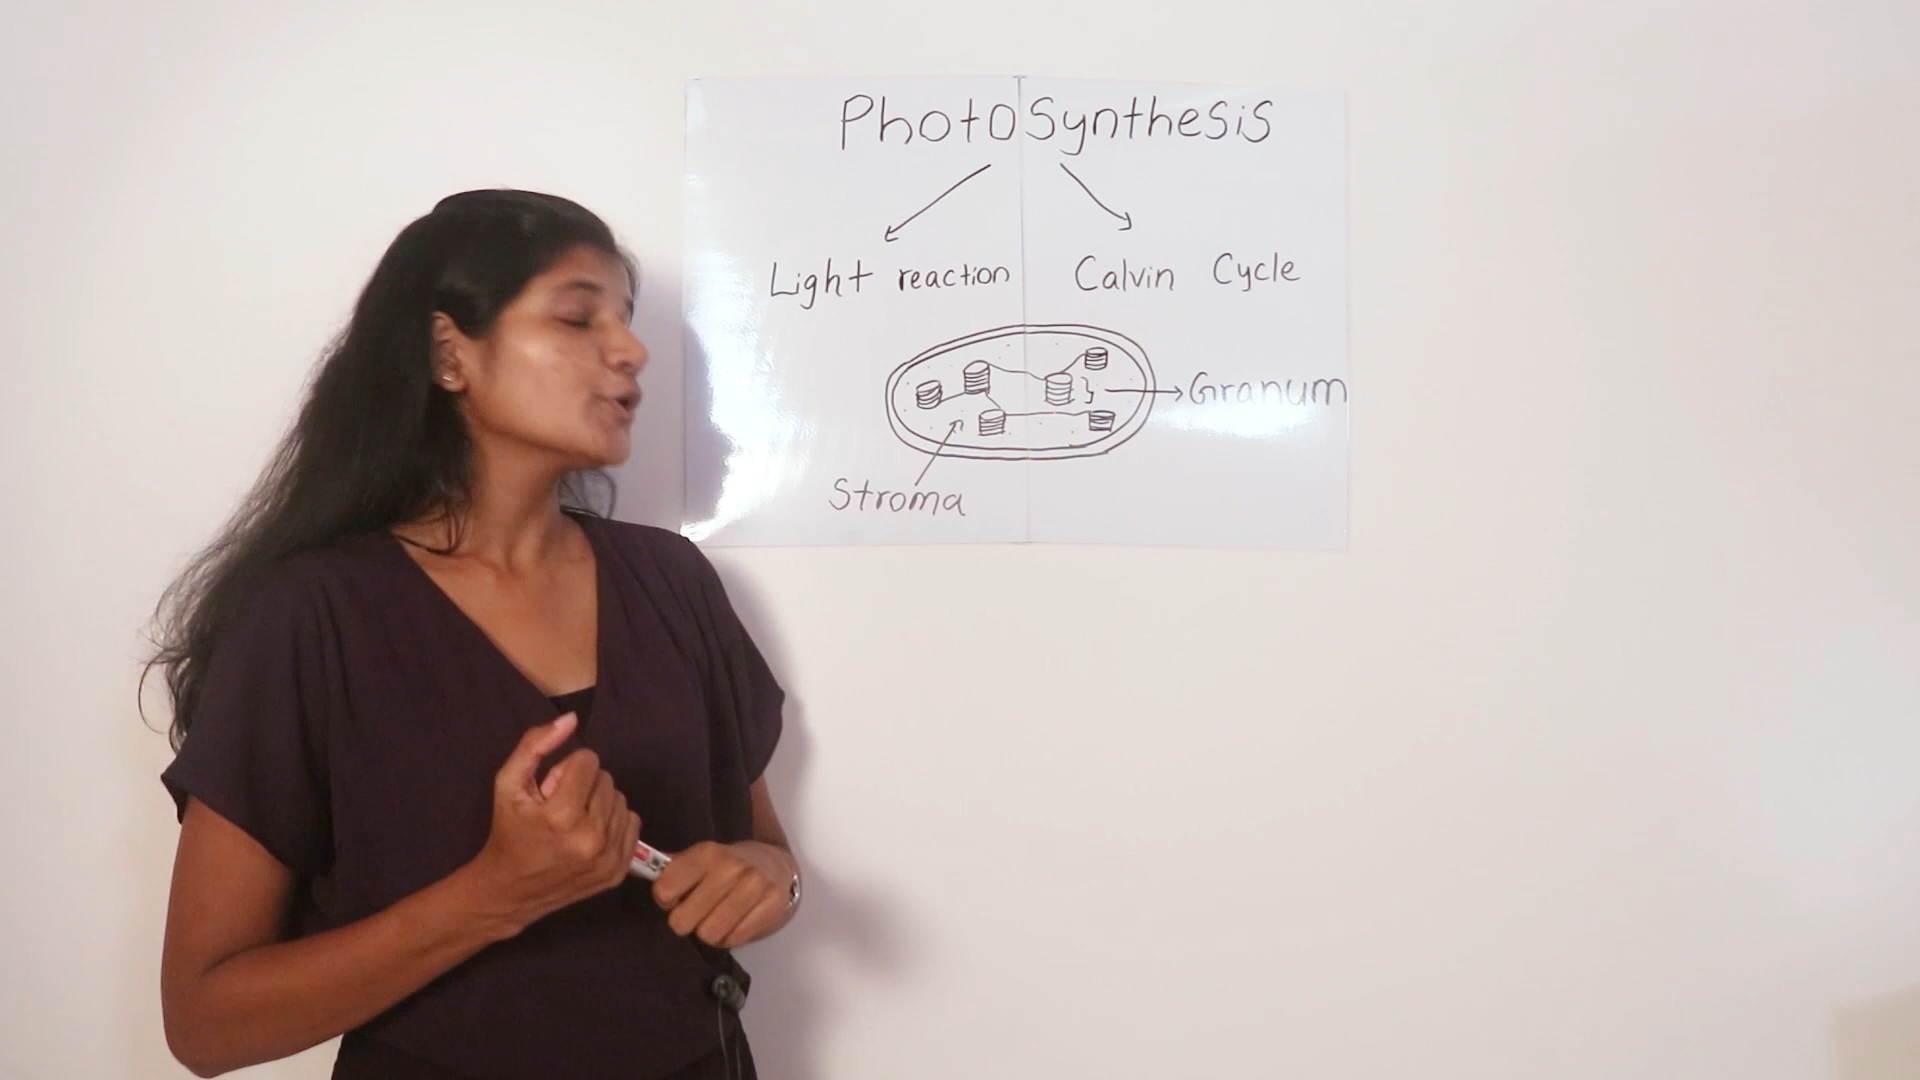 PhotoSynthesis
Light reaction
Calvin Cycle
Granum
Stroma